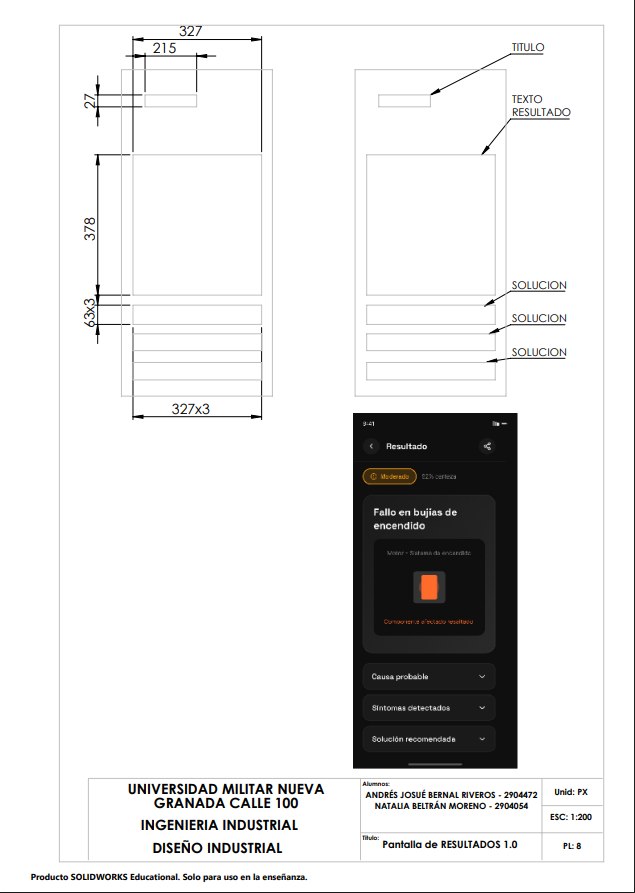 327
215
27
378
63x3
327x3
TITULO
TEXTO
RESULTADO
SOLUCION
SOLUCION
SOLUCION
9:41
Resultado
Moderado
92% certeza
Fallo en bujías de
encendido
Motor - Sistema de encendido
Componente afectado resaltado
Causa probable
Síntomas detectados
Solución recomendada
UNIVERSIDAD MILITAR NUEVA
GRANADA CALLE 100
INGENIERIA INDUSTRIAL
DISEÑO INDUSTRIAL
Alumnos:
ANDRÉS JOSUÉ BERNAL RIVEROS - 2904472
NATALIA BELTRÁN MORENO - 2904054
Título:
Pantalla de RESULTADOS 1.0
Unid: PX
ESC: 1:200
PL: 8
Producto SOLIDWORKS Educational. Solo para uso en la enseñanza.